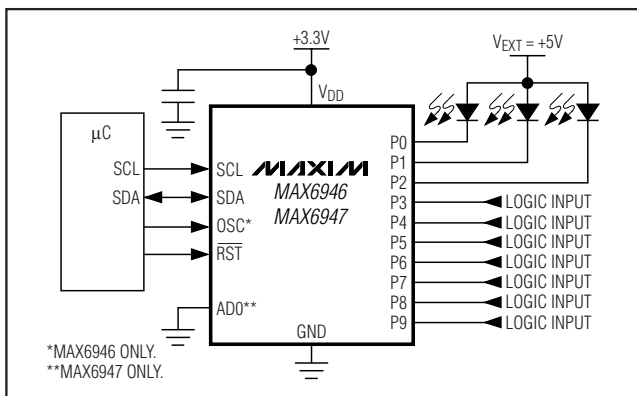 +3.3V
VEXT = +5V
VDD
µC
SCL
SCL
MAXIM
P0
P1
SDA
SDA
MAX6946
P2
MAX6947
P3
LOGIC INPUT
OSC*
P4
LOGIC INPUT
P5
LOGIC INPUT
RST
P6
LOGIC INPUT
P7
LOGIC INPUT
AD0**
P8
LOGIC INPUT
P9
LOGIC INPUT
GND
*MAX6946 ONLY.
**MAX6947 ONLY.